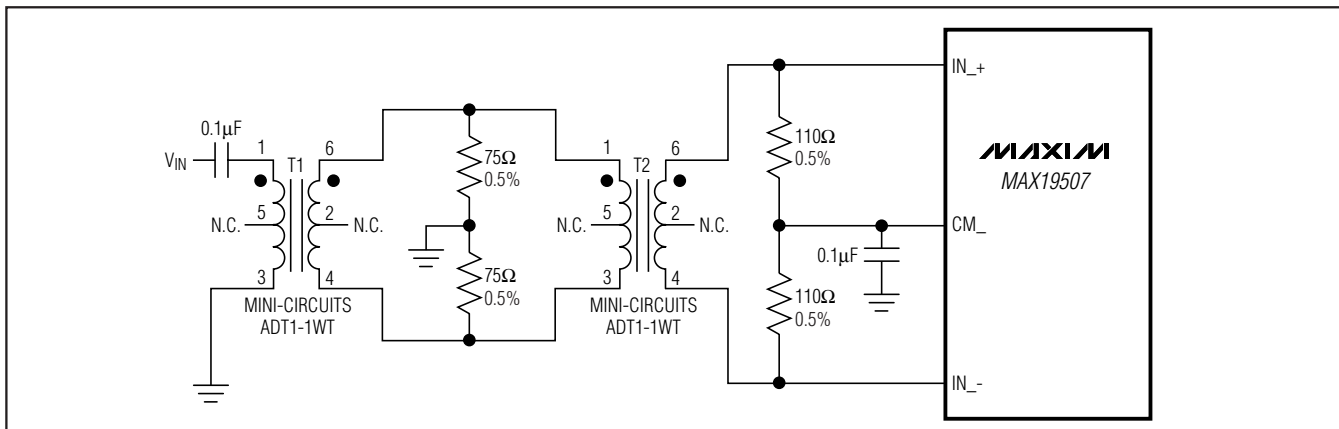 0.1μF
VIN
1
T1
6
N.C.
5
2
N.C.
3
4
MINI-CIRCUITS
ADT1-1WT
75Ω
0.5%
75Ω
0.5%
1
T2
6
N.C.
5
2
N.C.
3
4
MINI-CIRCUITS
ADT1-1WT
110Ω
0.5%
110Ω
0.5%
0.1μF
IN_+
MAXIM
MAX19507
CM_
IN_-